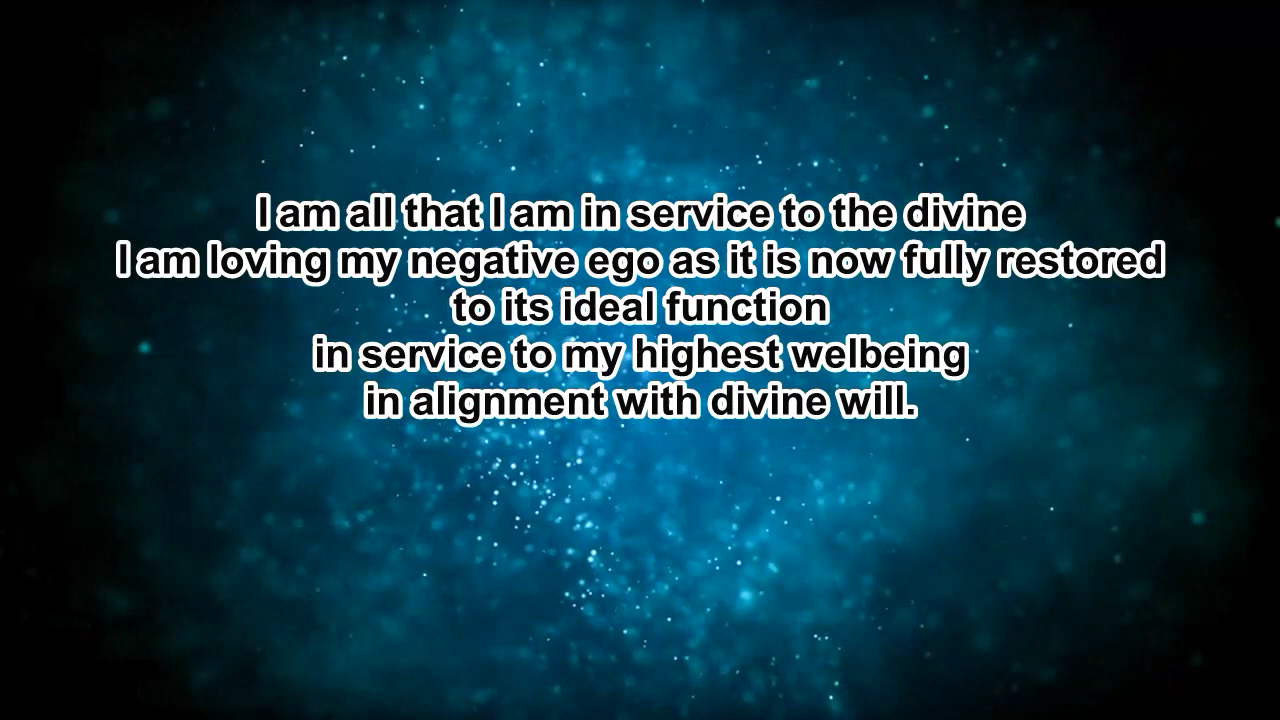 I am all that I am in service to the divine
I am loving my negative ego as it is now fully restored
to its ideal function
in service to my highest welbeing
in alignment with divine will.